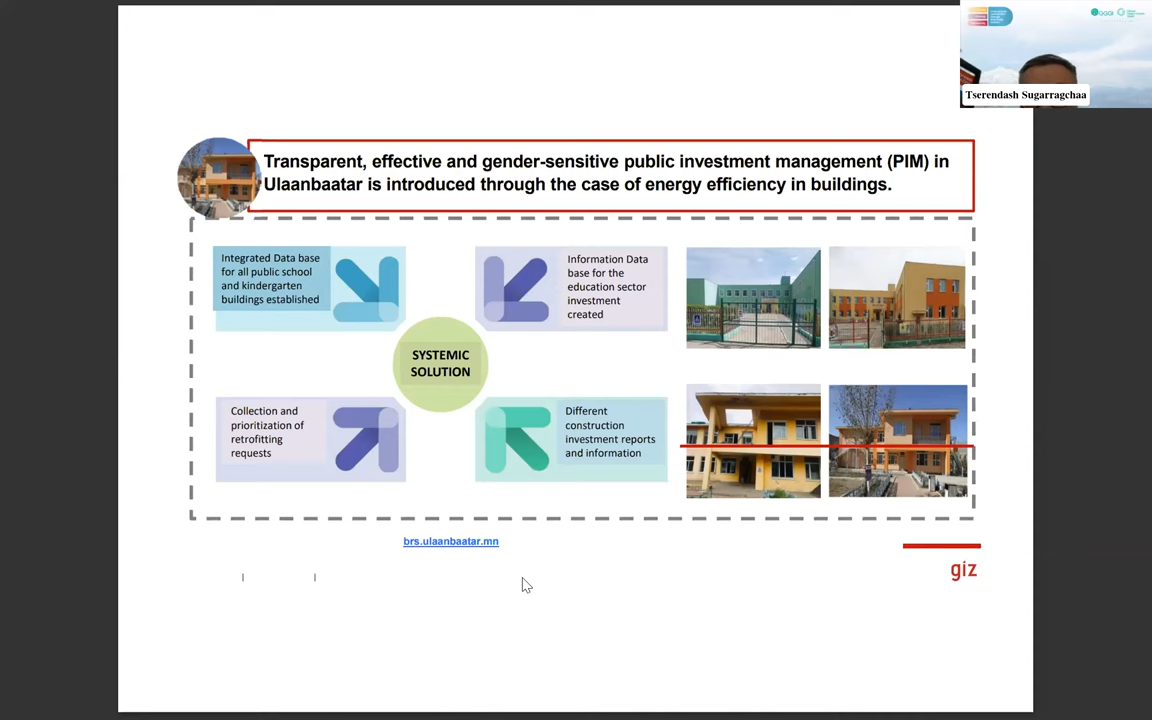 Tserendash Sugarragchaa
Transparent, effective and gender-sensitive public investment management (PIM) in
Ulaanbaatar is introduced through the case of energy efficiency in buildings.
Integrated Data base
for all public school
and kindergarten
buildings established
Information Data
base for the
education sector
investment
created
SYSTEMIC
SOLUTION
Collection and
prioritization of
retrofitting
requests
Different
construction
investment reports
and information
brs.ulaanbaatar.mn
giz